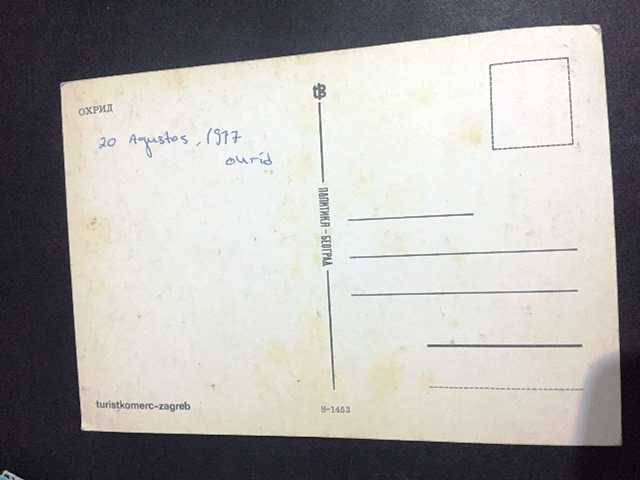 ОХРИД
20 Agustos, 1977
ohrid
ПОЛИТИКА – БЕОГРАД
turistkomerc-zagreb
И-1453